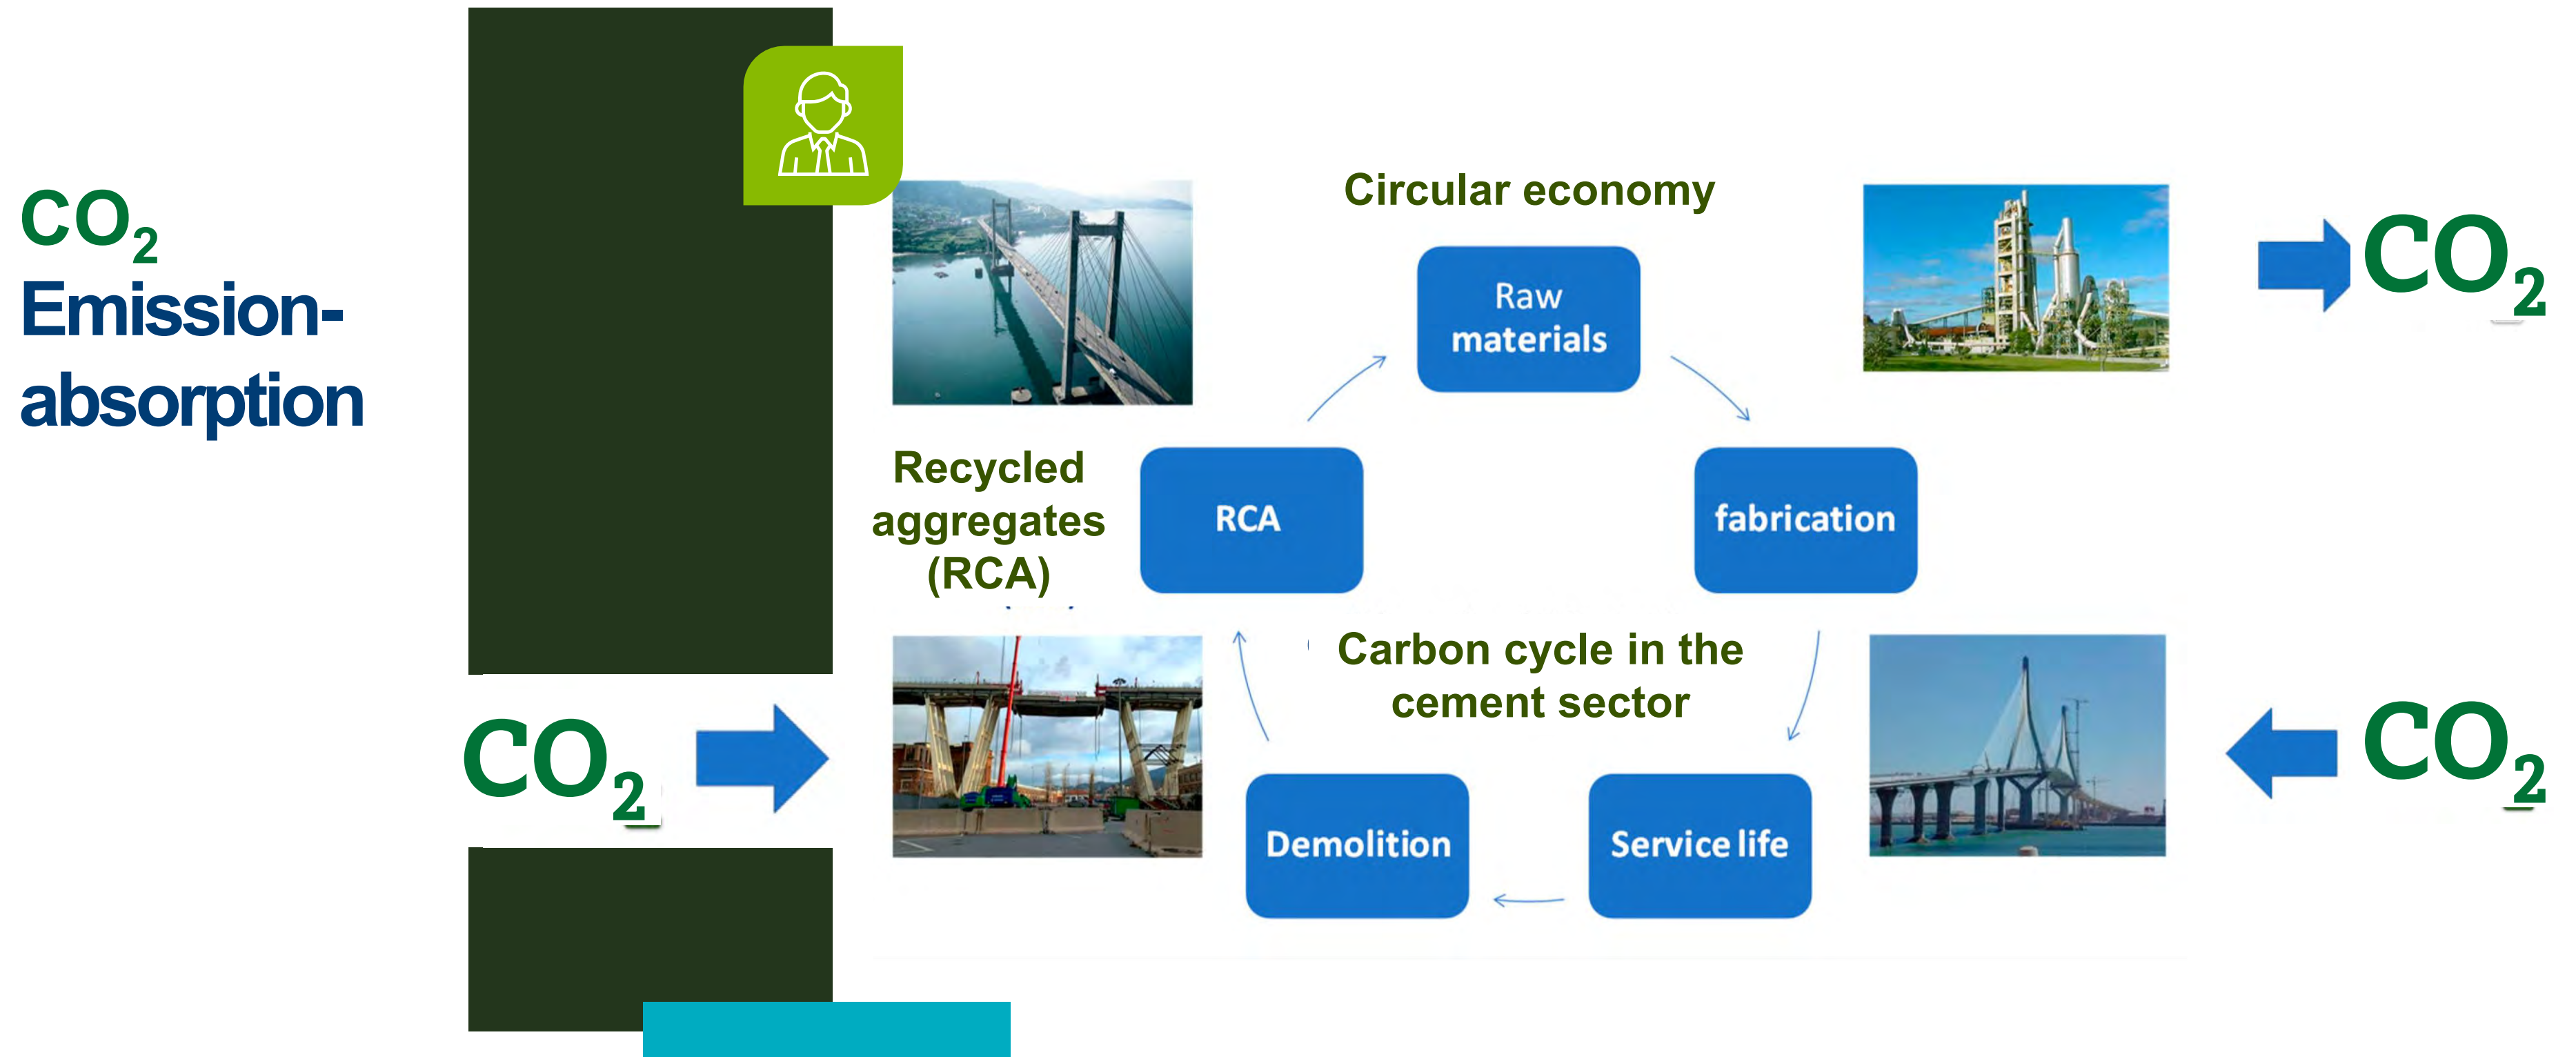 CO₂
Emission-
absorption
Circular economy
Raw
materials
CO₂
Recycled
aggregates
(RCA)
RCA
fabrication
Carbon cycle in the
cement sector
CO₂
CO₂
Demolition
Service life